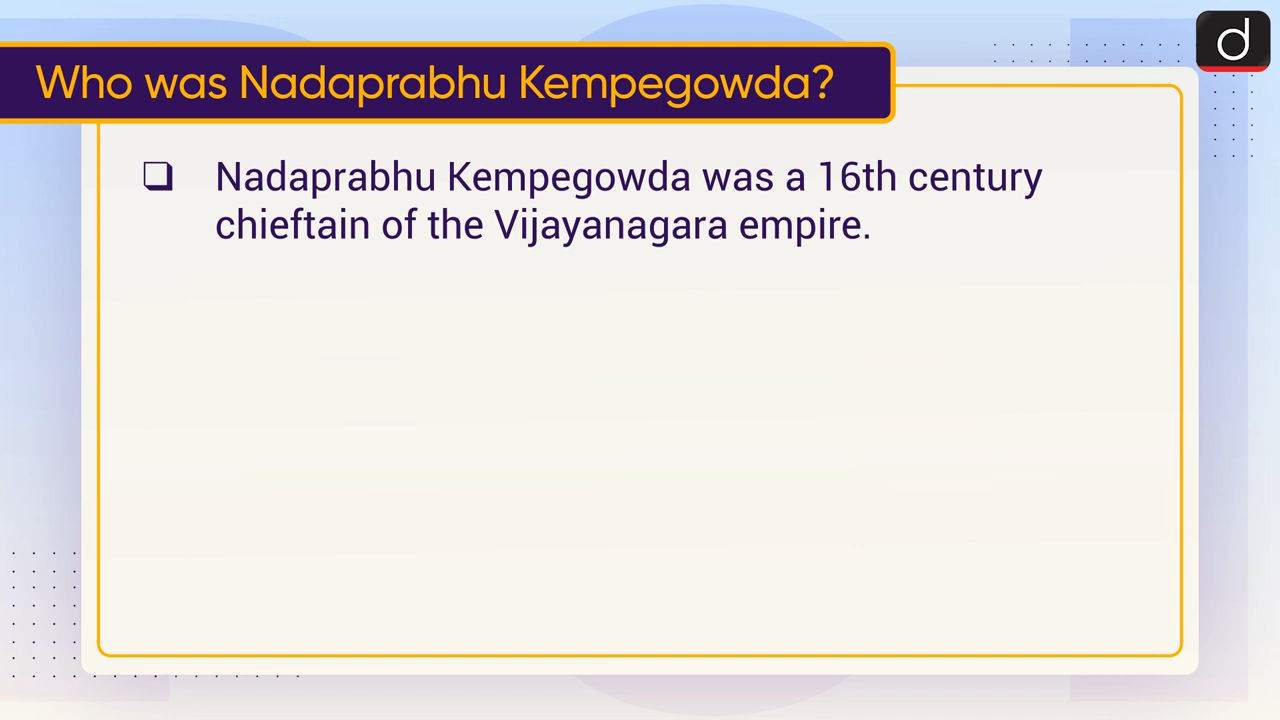 d
Who was Nadaprabhu Kempegowda?
❑ Nadaprabhu Kempegowda was a 16th century
chieftain of the Vijayanagara empire.